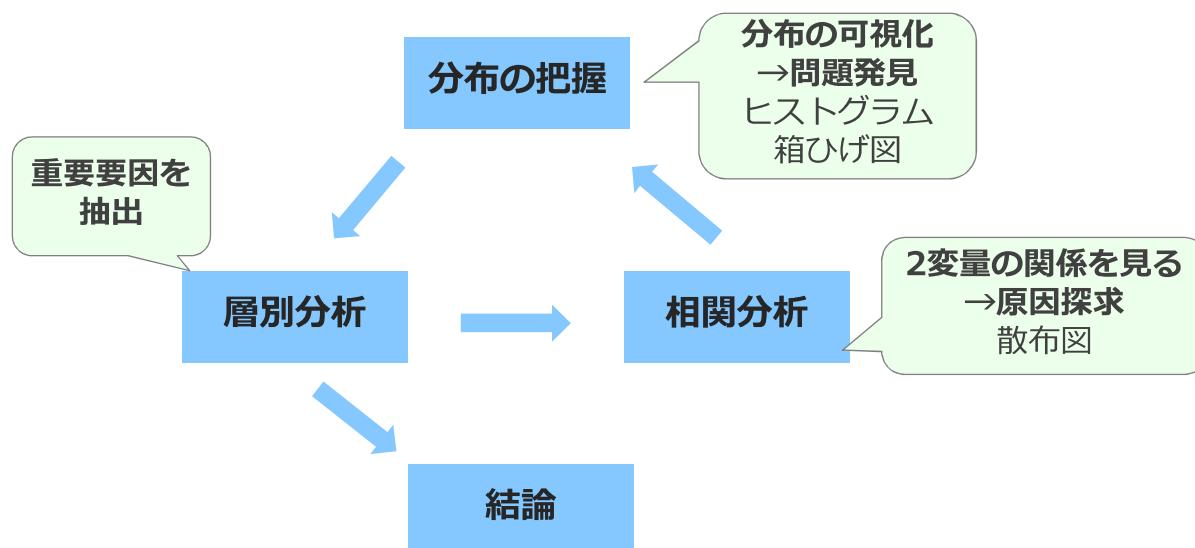 分布の把握
分布の可視化
→問題発見
ヒストグラム
箱ひげ図
重要要因を
抽出
層別分析
相関分析
2変量の関係を見る
→原因探求
散布図
結論